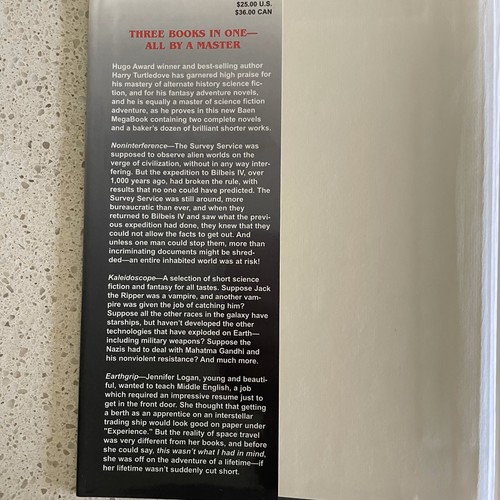 $25.00 U.S.
$36.00 CAN
THREE BOOKS IN ONE—
ALL BY A MASTER
Hugo Award winner and best-selling author
Harry Turtledove has garnered high praise for
his mastery of alternate history science fic-
tion, and for his fantasy adventure novels,
and he is equally a master of science fiction
adventure, as he proves in this new Baen
MegaBook containing two complete novels
and a baker's dozen of brilliant shorter works.
Noninterference—The Survey Service was
supposed to observe alien worlds on the
verge of civilization, without in any way inter-
fering. But the expedition to Bilbeis IV, over
1,000 years ago, had broken the rule, with
results that no one could have predicted. The
Survey Service was still around, more
bureaucratic than ever, and when they
returned to Bilbeis IV and saw what the previ-
ous expedition had done, they knew that they
could not allow the facts to get out. And
unless one man could stop them, more than
incriminating documents might be shred-
ded—an entire inhabited world was at risk!
Kaleidoscope—A selection of short science
fiction and fantasy for all tastes. Suppose Jack
the Ripper was a vampire, and another vam-
pire was given the job of catching him?
Suppose all the other races in the galaxy have
starships, but haven't developed the other
technologies that have exploded on Earth—
including military weapons? Suppose the
Nazis had to deal with Mahatma Gandhi and
his nonviolent resistance? And much more.
Earthgrip—Jennifer Logan, young and beauti-
ful, wanted to teach Middle English, a job
which required an impressive resume just to
get in the front door. She thought that getting
a berth as an apprentice on an interstellar
trading ship would look good on paper under
"Experience." But the reality of space travel
was very different from her books, and before
she could say, this wasn't what I had in mind,
she was off on the adventure of a lifetime—if
her lifetime wasn't suddenly cut short.